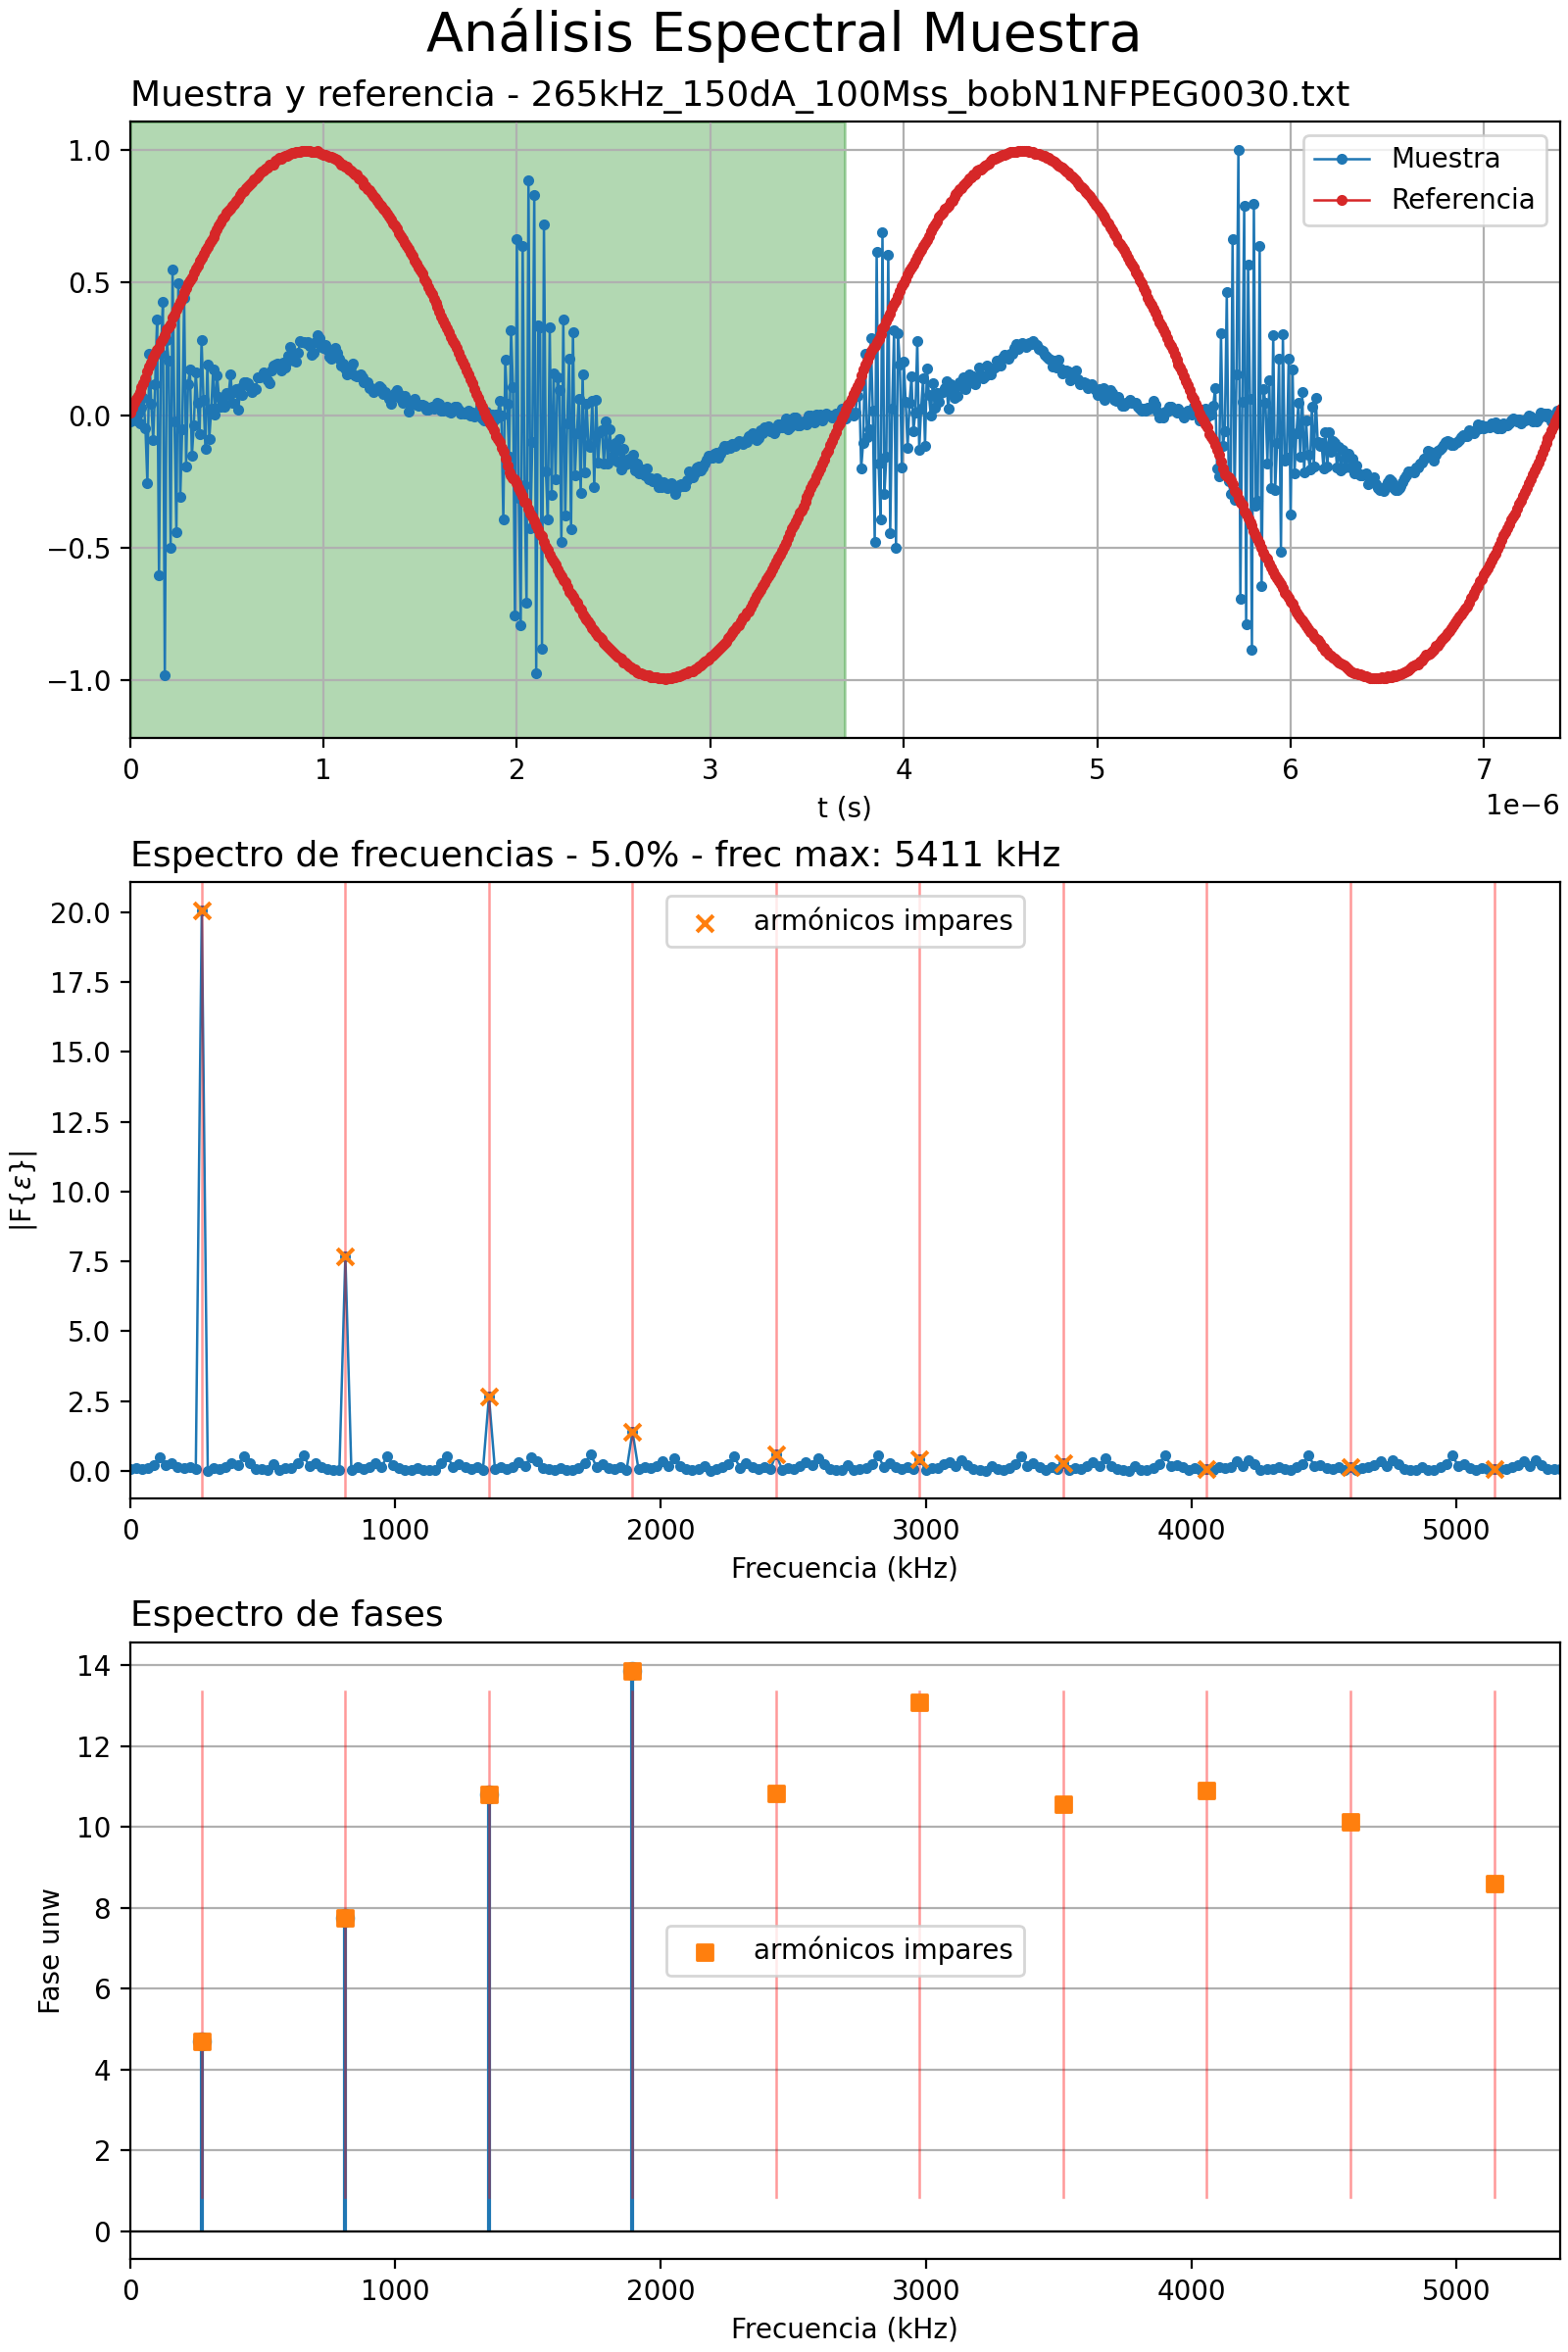 Análisis Espectral Muestra
Muestra y referencia - 265kHz_150dA_100Mss_bobN1NFPEG0030.txt
1.0
0.5
0.0
−0.5
−1.0
Muestra
Referencia
0 1 2 3 4 5 6 7
1e−6
t (s)
Espectro de frecuencias - 5.0% - frec max: 5411 kHz
20.0
17.5
15.0
12.5
10.0
7.5
5.0
2.5
0.0
|F{ε}|
armónicos impares
0 1000 2000 3000 4000 5000
Frecuencia (kHz)
Espectro de fases
14
12
10
8
6
4
2
0
Fase unw
armónicos impares
0 1000 2000 3000 4000 5000
Frecuencia (kHz)